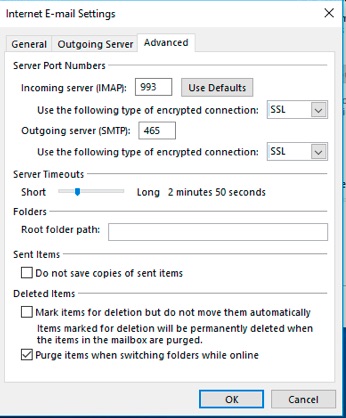 Internet E-mail Settings
General
Outgoing Server
Advanced
Server Port Numbers
Incoming server (IMAP): 993 Use Defaults
Use the following type of encrypted connection: SSL
Outgoing server (SMTP): 465
Use the following type of encrypted connection: SSL
Server Timeouts
Short Long 2 minutes 50 seconds
Folders
Root folder path:
Sent Items
Do not save copies of sent items
Deleted Items
Mark items for deletion but do not move them automatically
Items marked for deletion will be permanently deleted when
the items in the mailbox are purged.
Purge items when switching folders while online
OK Cancel